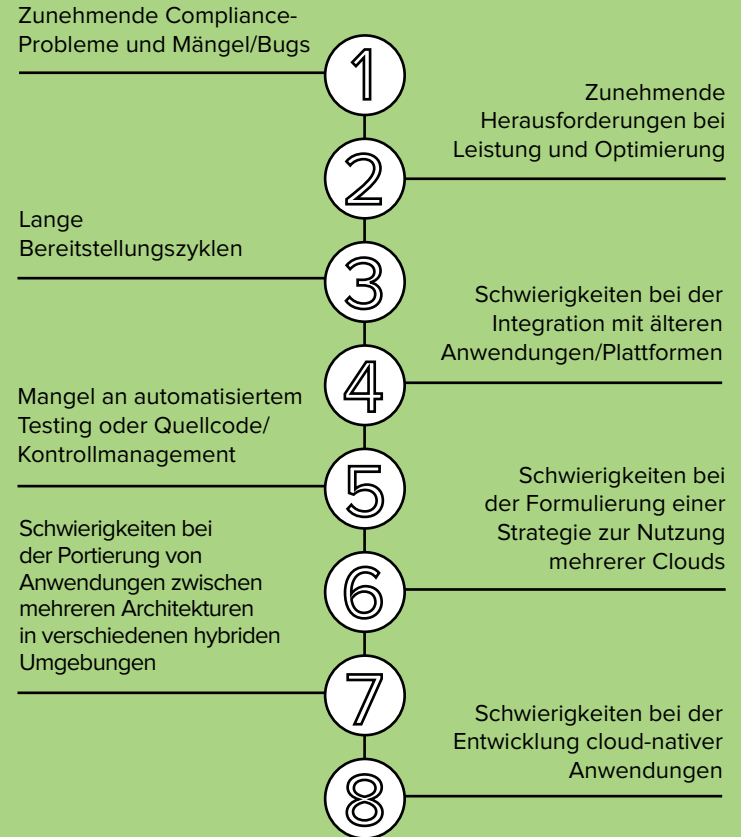 Zunehmende Compliance-
Probleme und Mängel/Bugs
1
Zunehmende
Herausforderungen bei
Leistung und Optimierung
2
Lange
Bereitstellungszyklen
3
Schwierigkeiten bei der
Integration mit älteren
Anwendungen/Plattformen
4
Mangel an automatisiertem
Testing oder Quellcode/
Kontrollmanagement
5
Schwierigkeiten bei
der Formulierung einer
Strategie zur Nutzung
mehrerer Clouds
6
Schwierigkeiten bei
der Portierung von
Anwendungen zwischen
mehreren Architekturen
in verschiedenen hybriden
Umgebungen
7
Schwierigkeiten bei der
Entwicklung cloud-nativer
Anwendungen
8